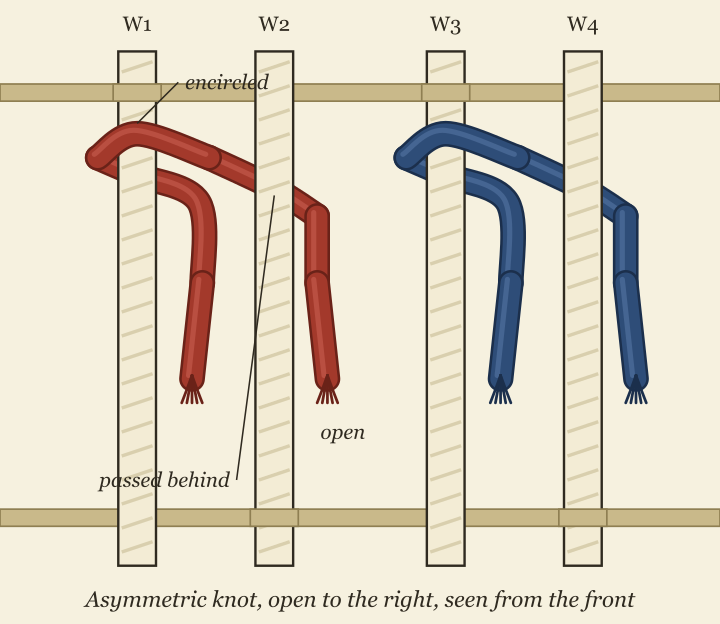 W1 W2 W3 W4
encircled
open
passed behind
Asymmetric knot, open to the right, seen from the front